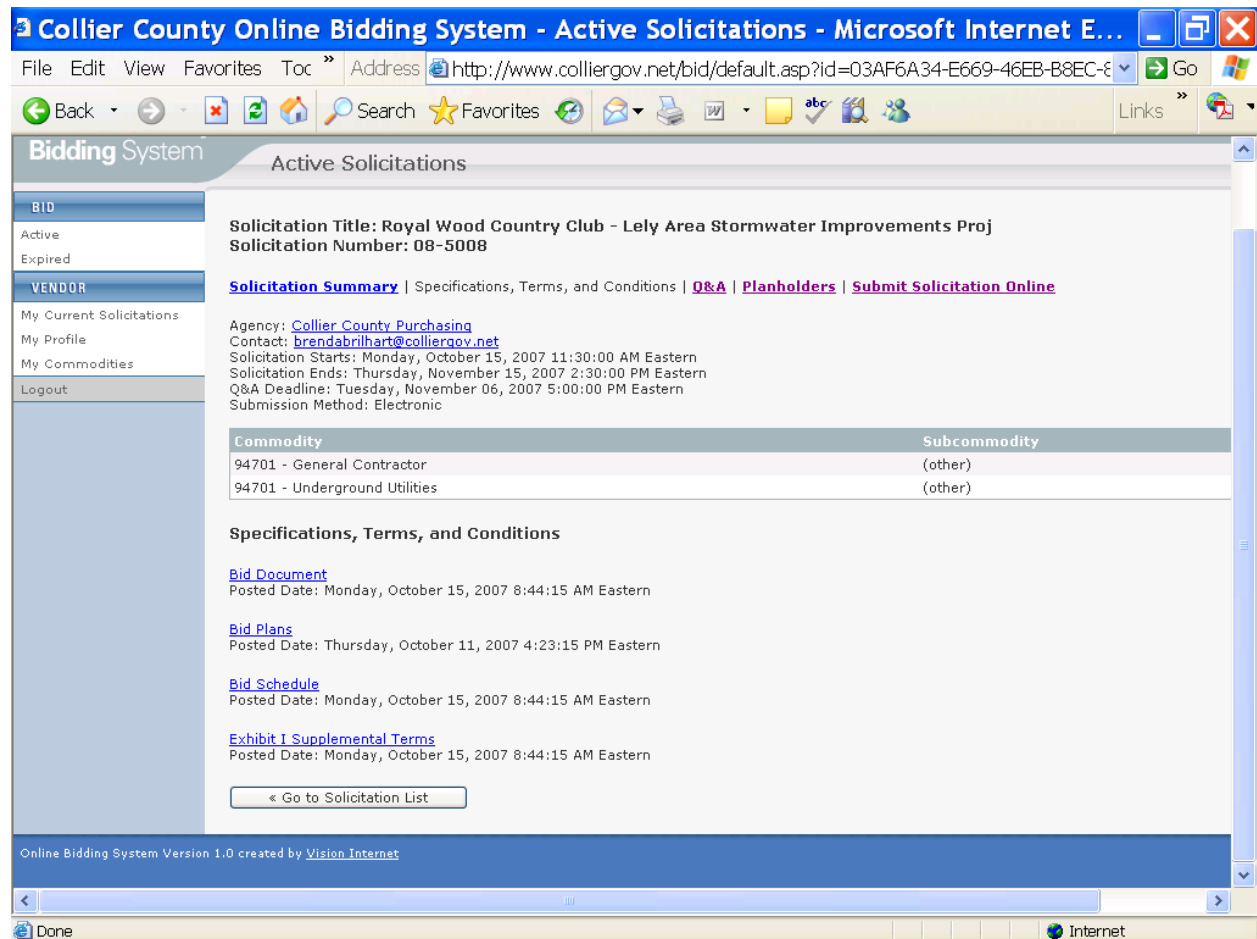 Collier County Online Bidding System - Active Solicitations - Microsoft Internet E...
File Edit View Favorites Toc » Address http://www.colliergov.net/bid/default.asp?id=03AF6A34-E669-46EB-B8EC-8 Go
Back Search Favorites Links »
Bidding System
Active Solicitations
BID
Active
Expired
VENDOR
My Current Solicitations
My Profile
My Commodities
Logout
Solicitation Title: Royal Wood Country Club - Lely Area Stormwater Improvements Proj
Solicitation Number: 08-5008
Solicitation Summary | Specifications, Terms, and Conditions | Q&A | Planholders | Submit Solicitation Online
Agency: Collier County Purchasing
Contact: brendabrilhart@colliergov.net
Solicitation Starts: Monday, October 15, 2007 11:30:00 AM Eastern
Solicitation Ends: Thursday, November 15, 2007 2:30:00 PM Eastern
Q&A Deadline: Tuesday, November 06, 2007 5:00:00 PM Eastern
Submission Method: Electronic
Commodity Subcommodity
94701 - General Contractor (other)
94701 - Underground Utilities (other)
Specifications, Terms, and Conditions
Bid Document
Posted Date: Monday, October 15, 2007 8:44:15 AM Eastern
Bid Plans
Posted Date: Thursday, October 11, 2007 4:23:15 PM Eastern
Bid Schedule
Posted Date: Monday, October 15, 2007 8:44:15 AM Eastern
Exhibit I Supplemental Terms
Posted Date: Monday, October 15, 2007 8:44:15 AM Eastern
« Go to Solicitation List
Online Bidding System Version 1.0 created by Vision Internet
Done Internet